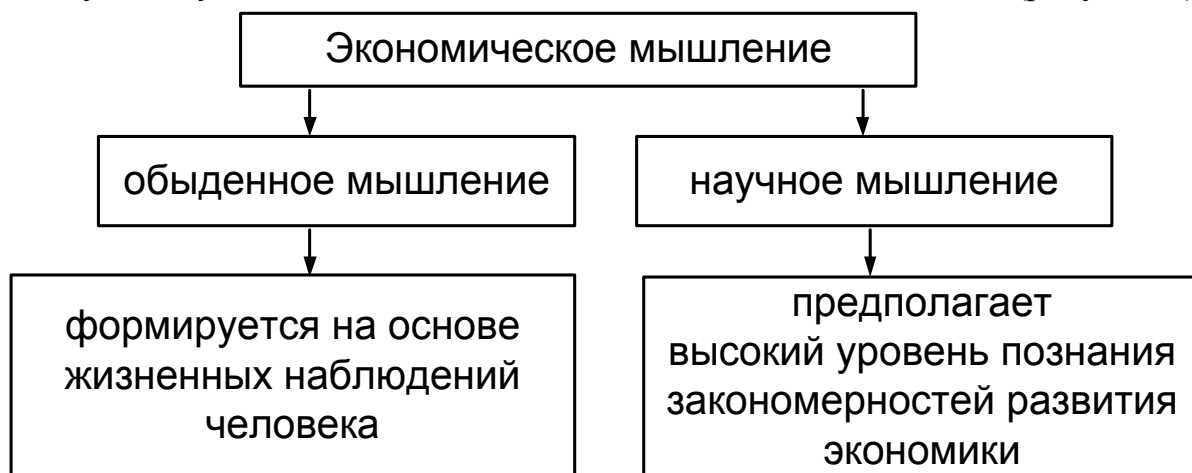 Экономическое мышление
обыденное мышление
научное мышление
формируется на основе
жизненных наблюдений
человека
предполагает
высокий уровень познания
закономерностей развития
экономики